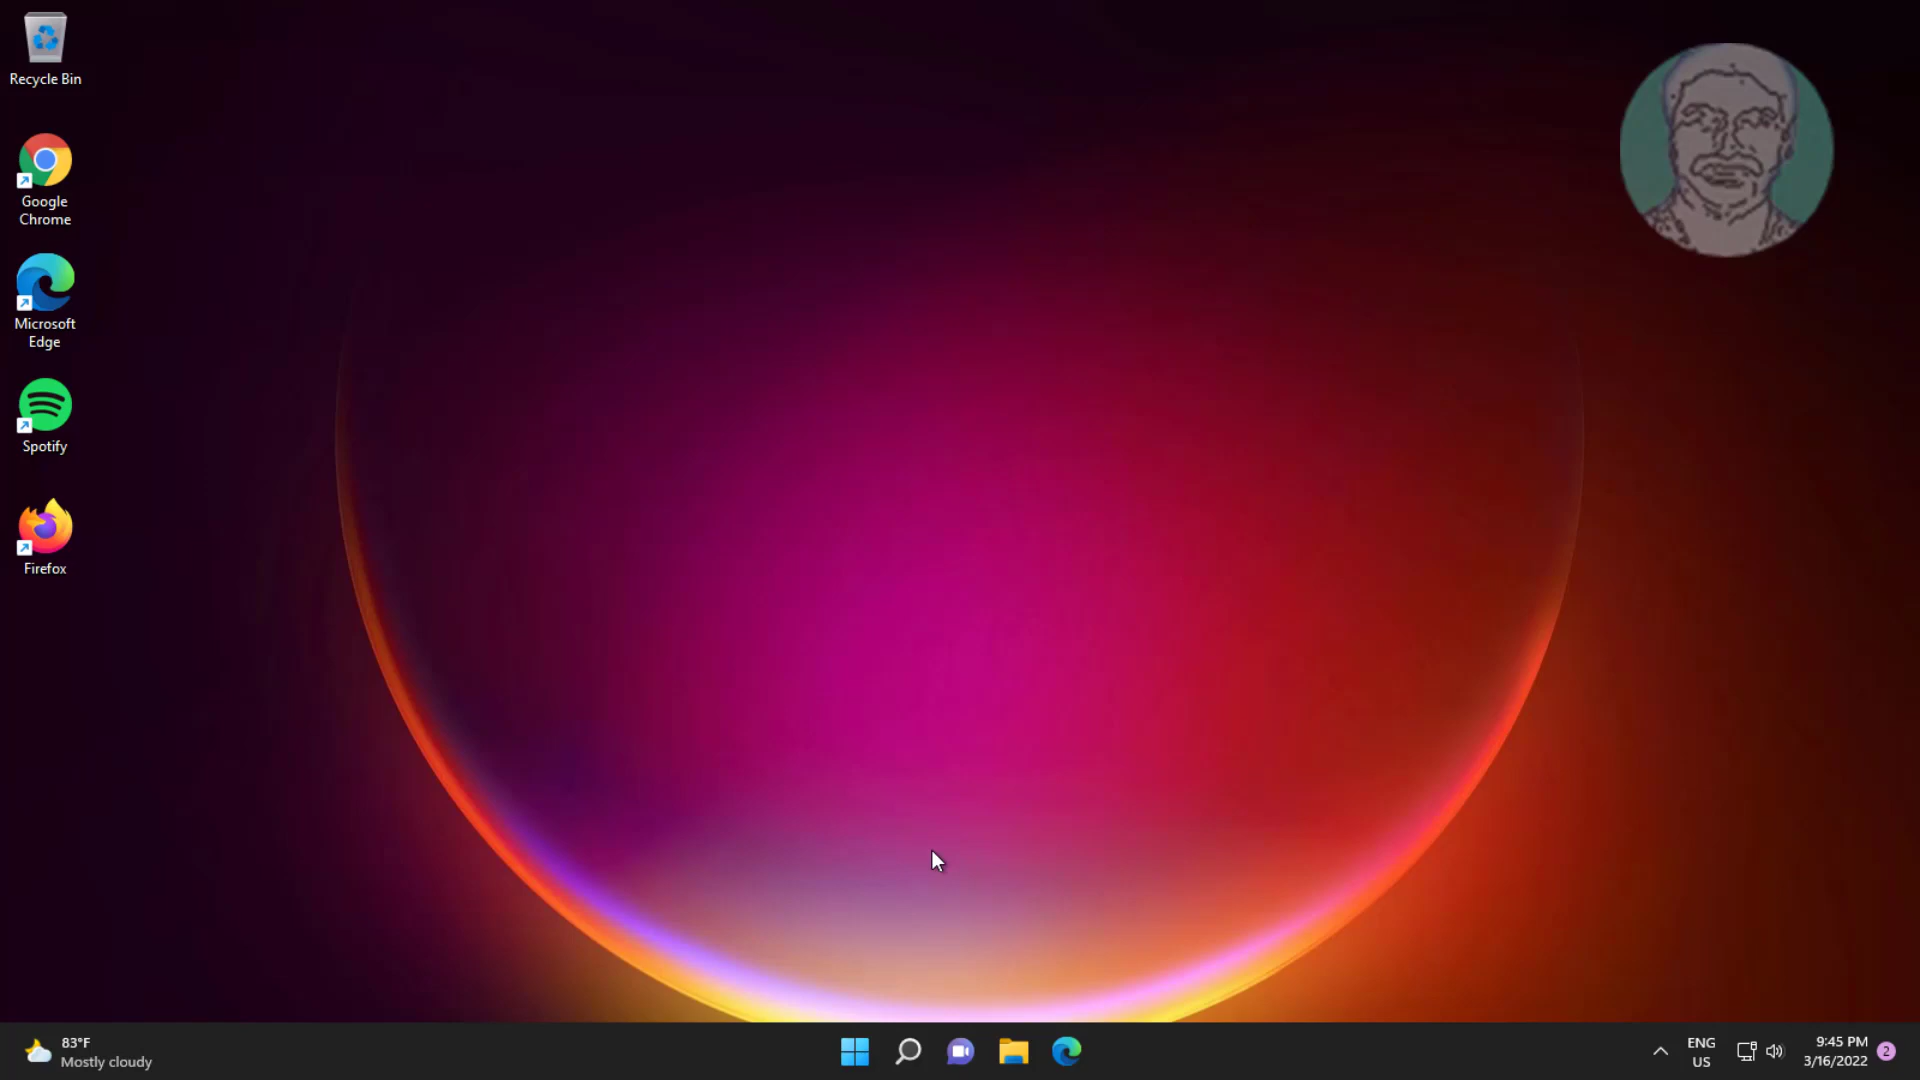 Recycle Bin
Google
Chrome
Microsoft
Edge
Spotify
Firefox
83°F
Mostly cloudy
ENG
US
9:45 PM
3/16/2022
2